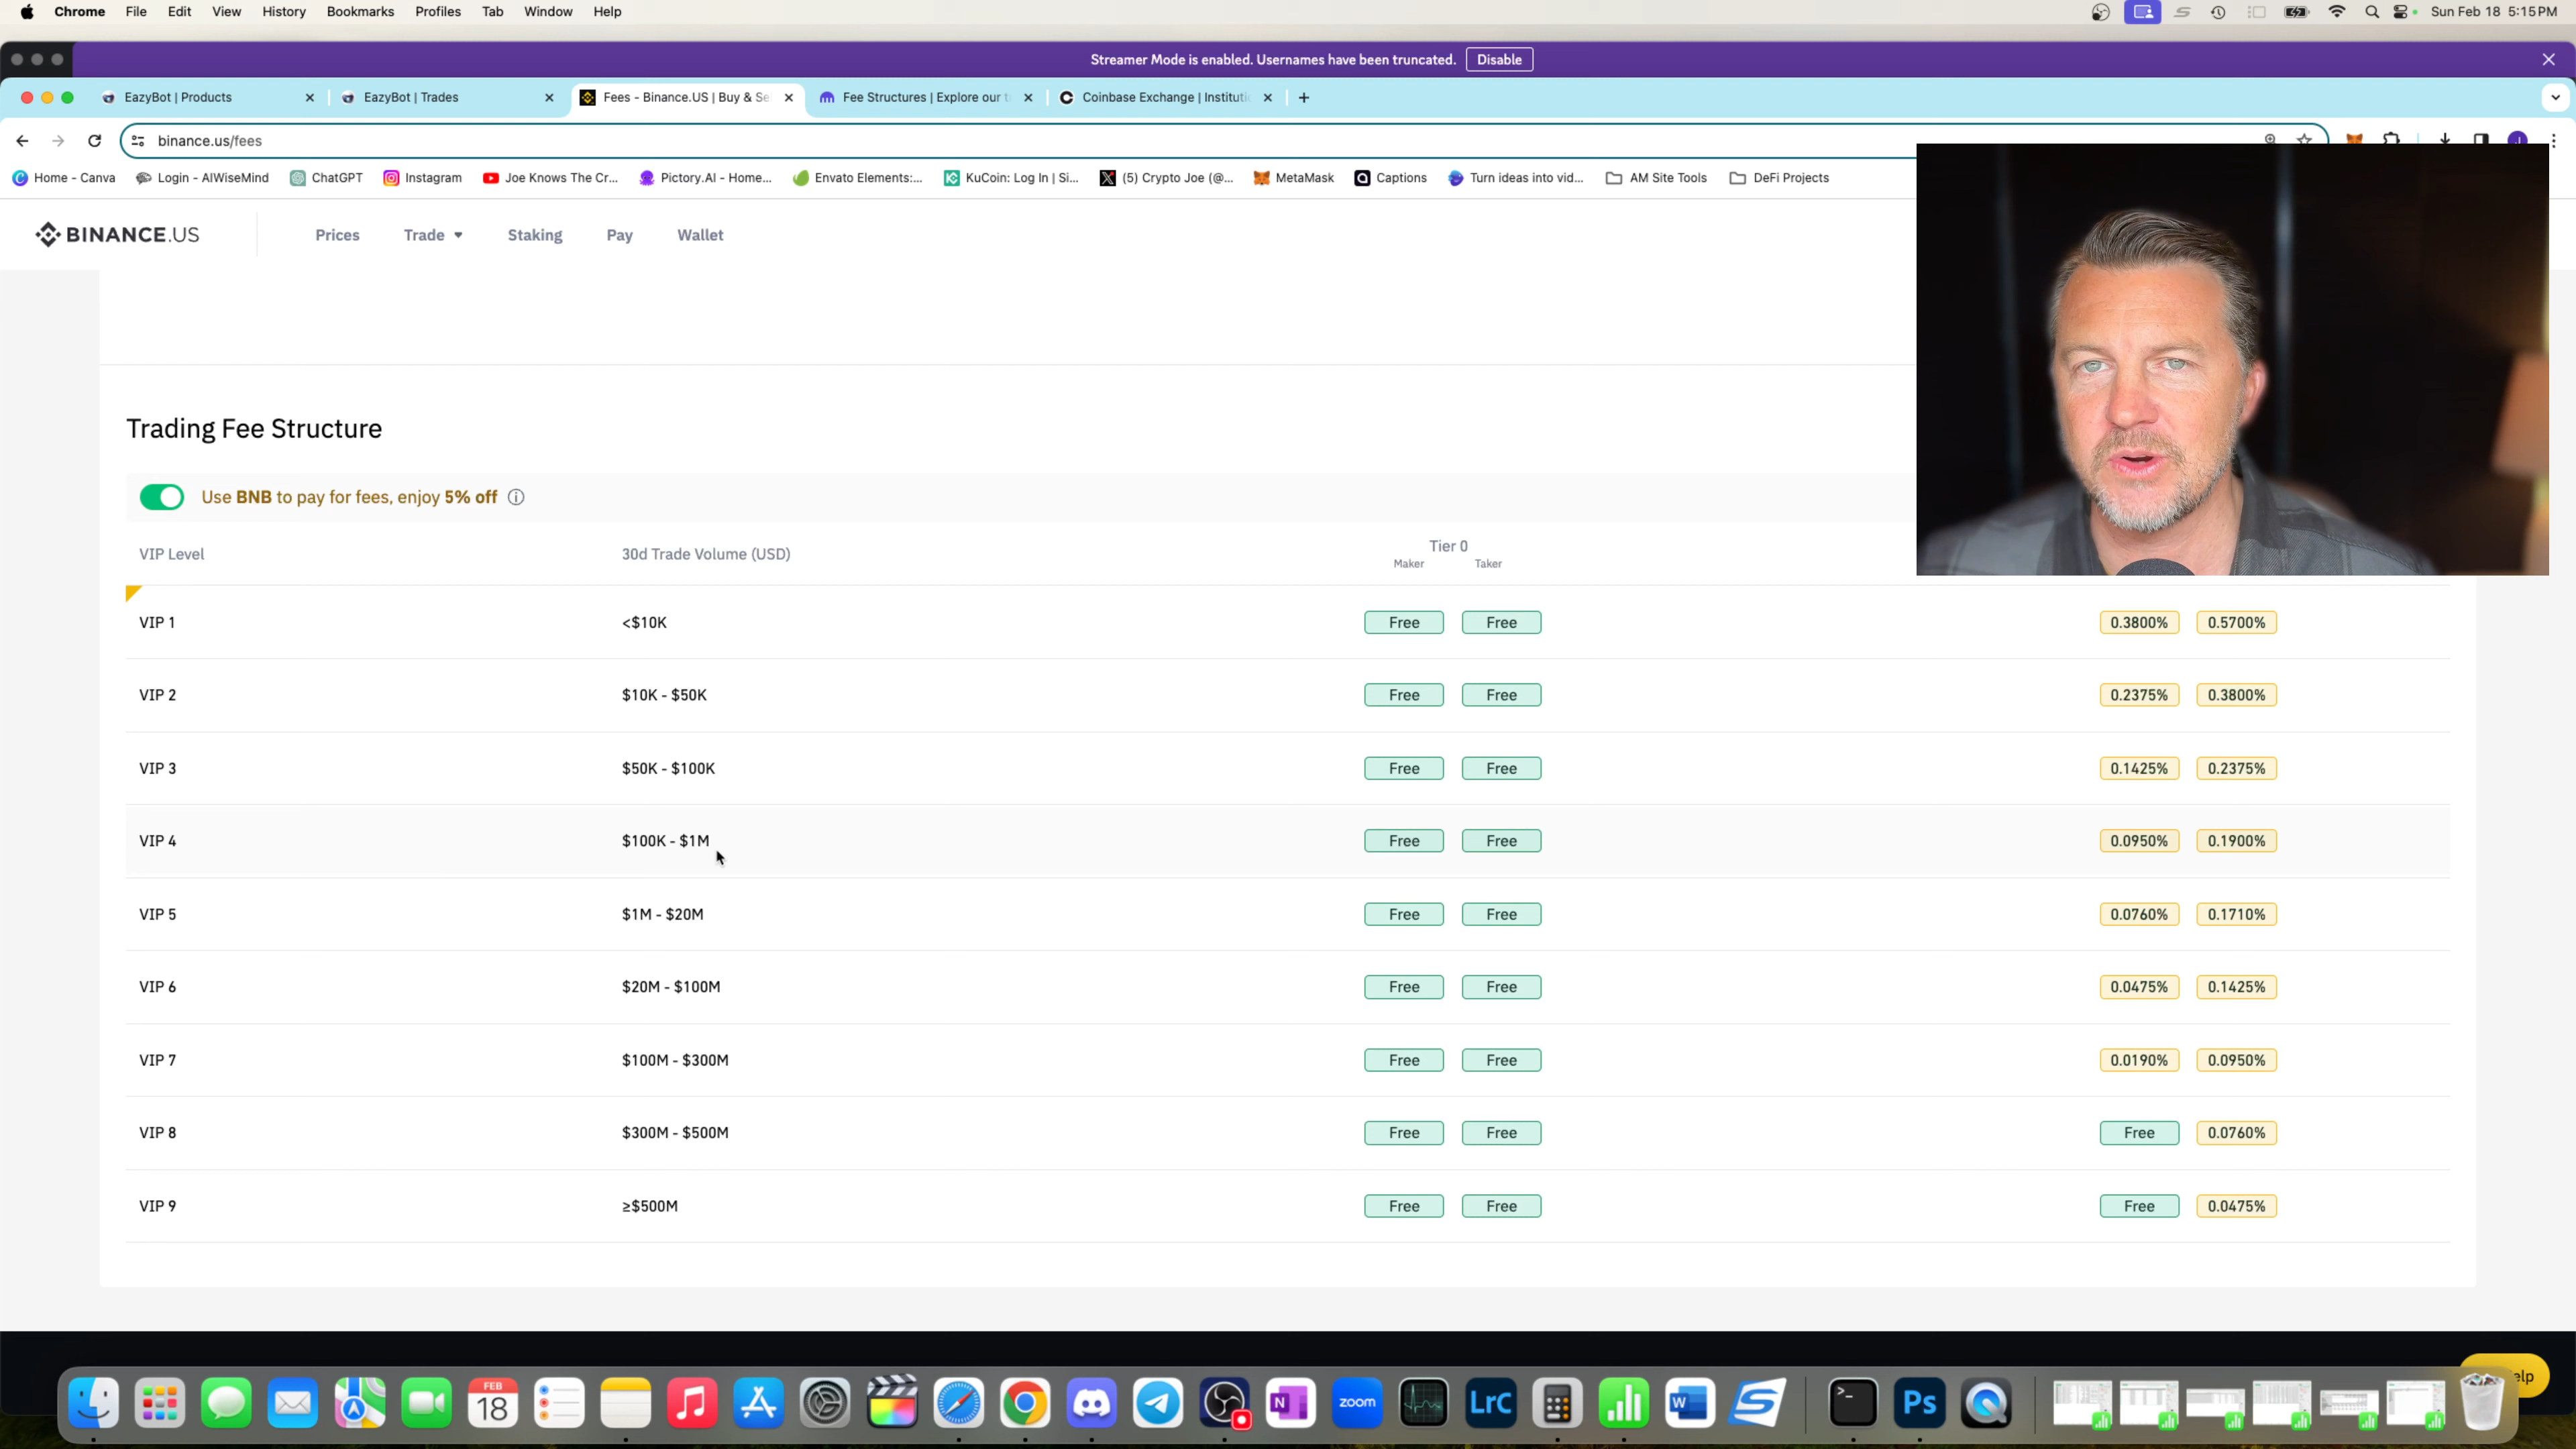 Chrome File Edit View History Bookmarks Profiles Tab Window Help Sun Feb 18 5:15 PM
Streamer Mode is enabled. Usernames have been truncated. Disable
EazyBot | Products EazyBot | Trades Fees - Binance.US | Buy & Se Fee Structures | Explore our t Coinbase Exchange | Instituti
binance.us/fees
Home - Canva Login - AIWiseMind ChatGPT Instagram Joe Knows The Cr... Pictory.AI - Home... Envato Elements:... KuCoin: Log In | Si... (5) Crypto Joe (@... MetaMask Captions Turn ideas into vid... AM Site Tools DeFi Projects
BINANCE.US Prices Trade Staking Pay Wallet
Trading Fee Structure
Use BNB to pay for fees, enjoy 5% off
VIP Level 30d Trade Volume (USD) Tier 0
Maker Taker
VIP 1 <$10K Free Free 0.3800% 0.5700%
VIP 2 $10K - $50K Free Free 0.2375% 0.3800%
VIP 3 $50K - $100K Free Free 0.1425% 0.2375%
VIP 4 $100K - $1M Free Free 0.0950% 0.1900%
VIP 5 $1M - $20M Free Free 0.0760% 0.1710%
VIP 6 $20M - $100M Free Free 0.0475% 0.1425%
VIP 7 $100M - $300M Free Free 0.0190% 0.0950%
VIP 8 $300M - $500M Free Free Free 0.0760%
VIP 9 ≥$500M Free Free Free 0.0475%
FEB
18 N zoom LrC W Ps